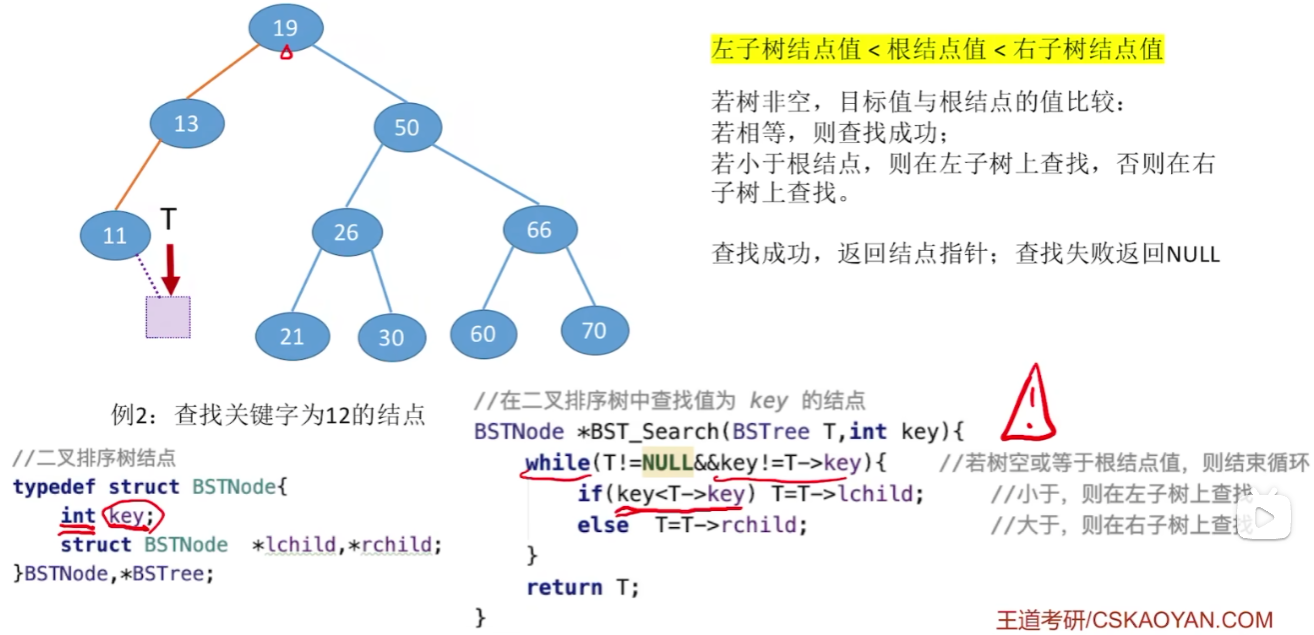 19
13
50
11
T
26
66
21
30
60
70
左子树结点值 < 根结点值 < 右子树结点值
若树非空，目标值与根结点的值比较：
若相等，则查找成功；
若小于根结点，则在左子树上查找，否则在右
子树上查找。
查找成功，返回结点指针；查找失败返回NULL
例2：查找关键字为12的结点
//二叉排序树结点
typedef struct BSTNode{
int key;
struct BSTNode *lchild,*rchild;
}BSTNode,*BSTree;
//在二叉排序树中查找值为 key 的结点
BSTNode *BST_Search(BSTree T,int key){
while(T!=NULL&&key!=T->key){ //若树空或等于根结点值，则结束循环
if(key<T->key) T=T->lchild; //小于，则在左子树上查找
else T=T->rchild; //大于，则在右子树上查找
}
return T;
}
王道考研/CSKAOYAN.COM